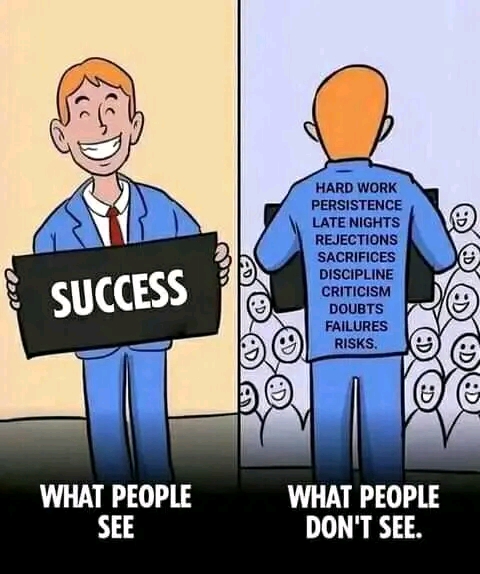 SUCCESS
WHAT PEOPLE
SEE
HARD WORK
PERSISTENCE
LATE NIGHTS
REJECTIONS
SACRIFICES
DISCIPLINE
CRITICISM
DOUBTS
FAILURES
RISKS.
WHAT PEOPLE
DON'T SEE.